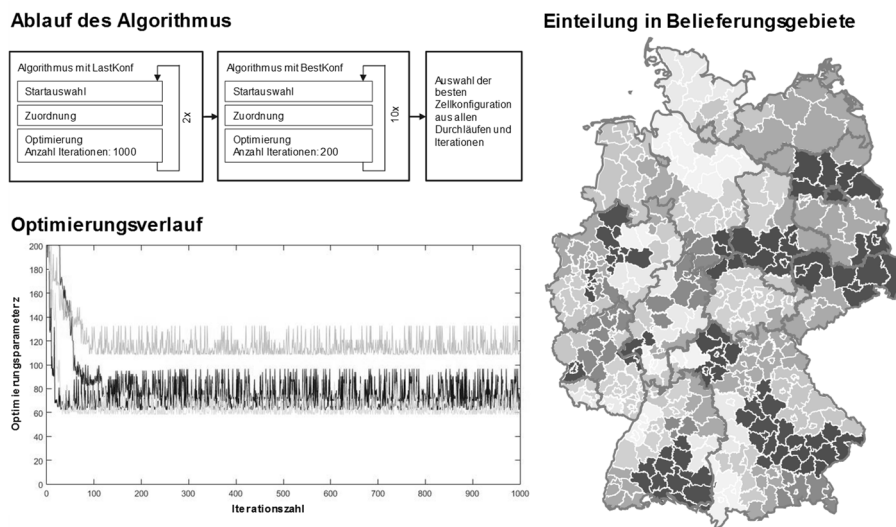 Ablauf des Algorithmus
Algorithmus mit LastKonf
Startauswahl
Zuordnung
Optimierung
Anzahl Iterationen: 1000
2x
Algorithmus mit BestKonf
Startauswahl
Zuordnung
Optimierung
Anzahl Iterationen: 200
10x
Auswahl der
besten
Zellkonfiguration
aus allen
Durchläufen und
Iterationen
Optimierungsverlauf
Optimierungsparameter z
200
180
160
140
120
100
80
60
40
20
0
0 100 200 300 400 500 600 700 800 900 1000
Iterationszahl
Einteilung in Belieferungsgebiete